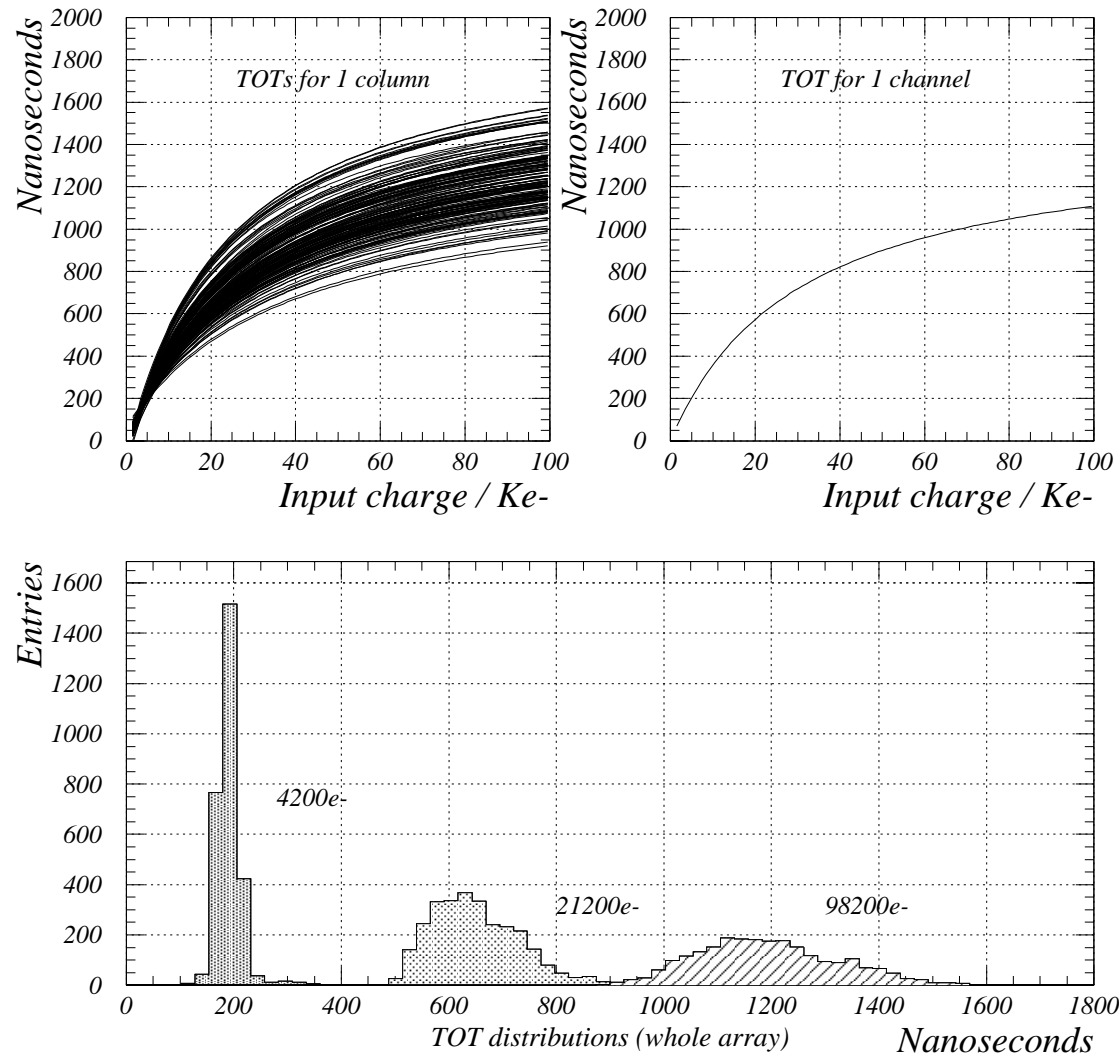 Nanoseconds
2000
1800
1600
1400
1200
1000
800
600
400
200
0
TOTs for 1 column
0 20 40 60 80 100
Input charge / Ke-
Nanoseconds
2000
1800
1600
1400
1200
1000
800
600
400
200
0
TOT for 1 channel
0 20 40 60 80 100
Input charge / Ke-
Entries
1600
1400
1200
1000
800
600
400
200
0
4200e-
21200e-
98200e-
0 200 400 600 800 1000 1200 1400 1600 1800
TOT distributions (whole array)
Nanoseconds